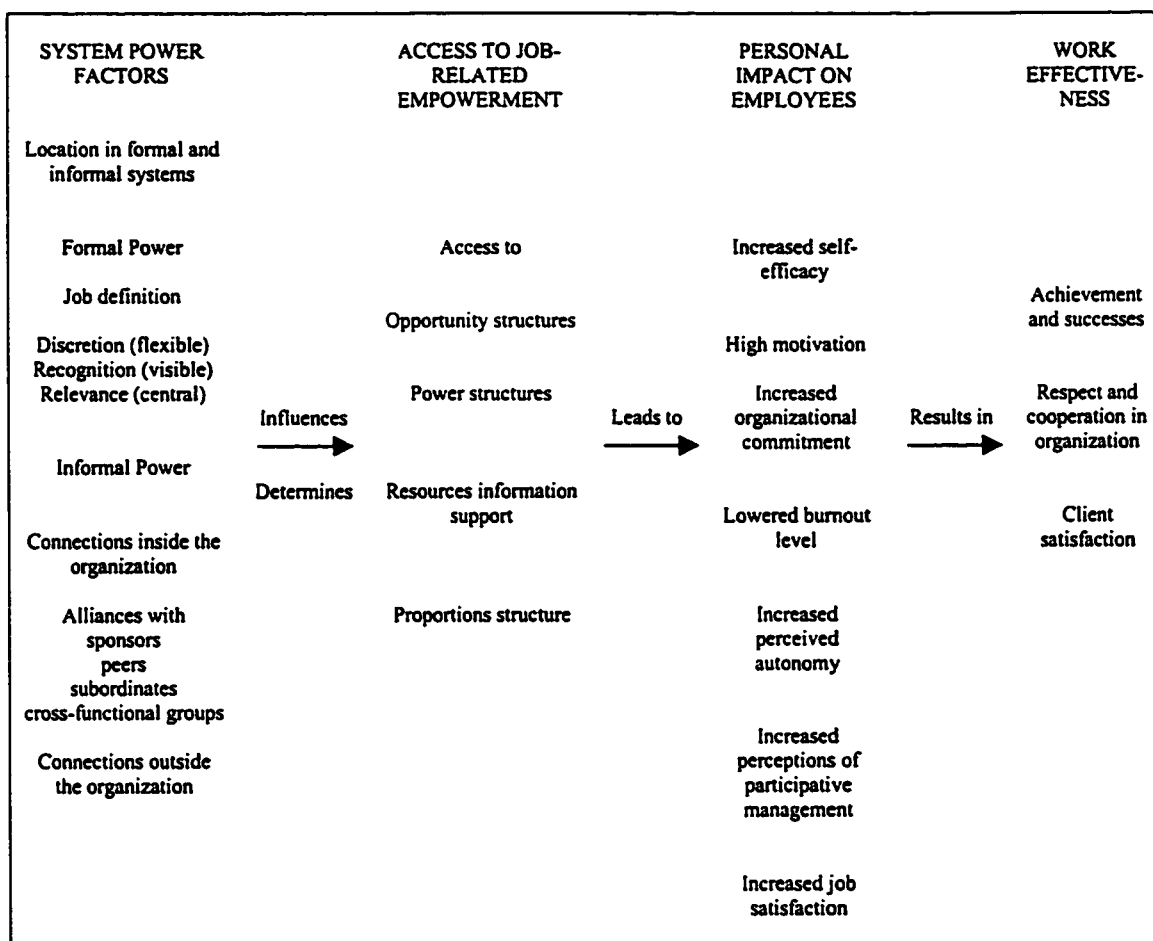 SYSTEM POWER
FACTORS
Location in formal and
informal systems
Formal Power
Job definition
Discretion (flexible)
Recognition (visible)
Relevance (central)
Informal Power
Connections inside the
organization
Alliances with
sponsors
peers
subordinates
cross-functional groups
Connections outside
the organization
Influences
Determines
ACCESS TO JOB-
RELATED
EMPOWERMENT
Access to
Opportunity structures
Power structures
Resources information
support
Proportions structure
Leads to
PERSONAL
IMPACT ON
EMPLOYEES
Increased self-
efficacy
High motivation
Increased
organizational
commitment
Lowered burnout
level
Increased
perceived
autonomy
Increased
perceptions of
participative
management
Increased job
satisfaction
Results in
WORK
EFFECTIVE-
NESS
Achievement
and successes
Respect and
cooperation in
organization
Client
satisfaction